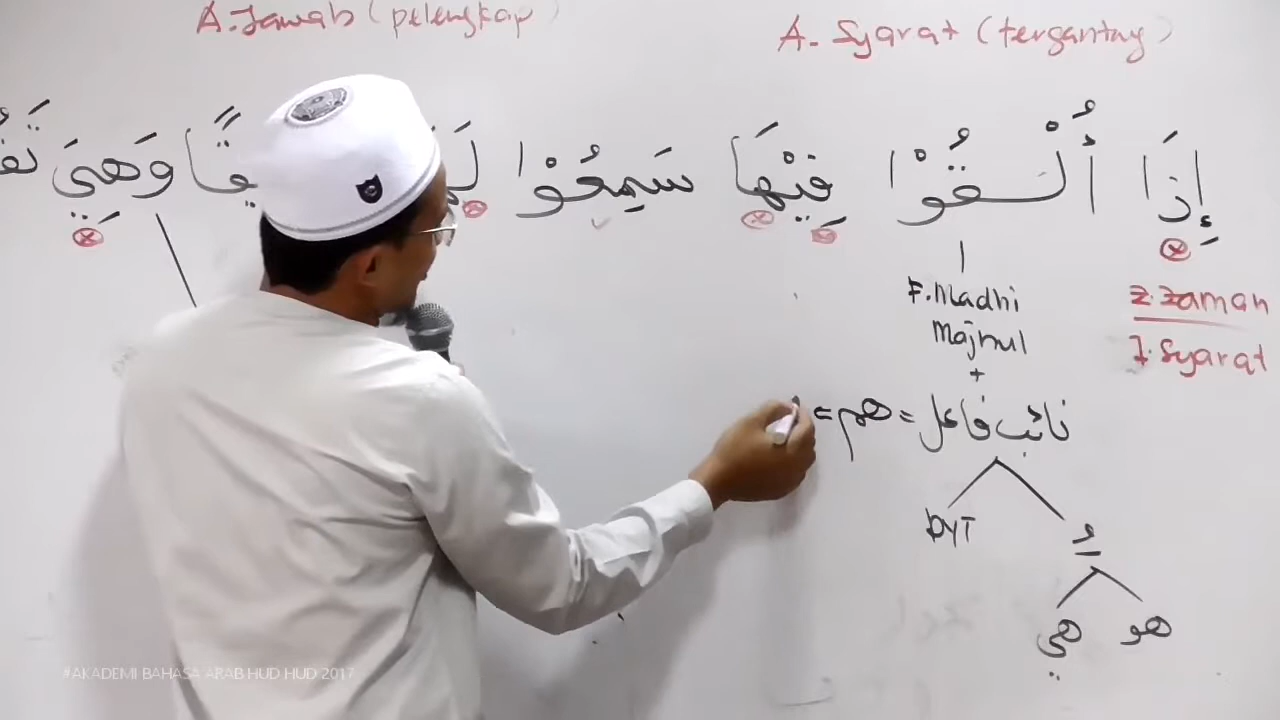 A. Jawab (pelengkap)
A. Syarat (tergantung)
إِذَا أُلْقُوْا فِيْهَا سَمِعُوْا وَهِيَ
F. Madhi
Majhul
+
نائب فاعل = هم =
DYT
هو هي
Z. Zaman
J. Syarat
#AKADEMI BAHASA ARAB HUD HUD 2017